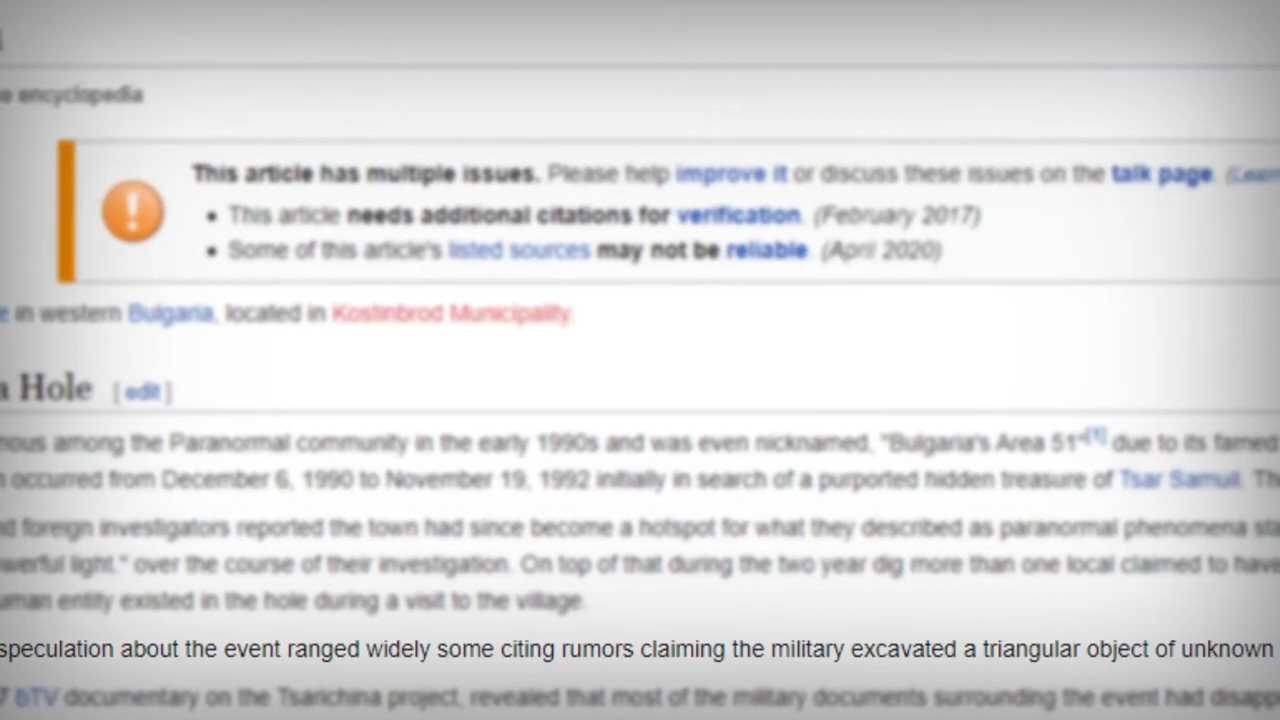 encyclopedia
This article has multiple issues. Please help improve it or discuss these issues on the talk page. (Learn
• This article needs additional citations for verification. (February 2017)
• Some of this article's listed sources may not be reliable. (April 2020)
in western Bulgaria, located in Kostinbrod Municipality.
a Hole [ edit ]
among the Paranormal community in the early 1990s and was even nicknamed, "Bulgaria's Area 51"[1] due to its famed
occurred from December 6, 1990 to November 19, 1992 initially in search of a purported hidden treasure of Tsar Samuil.
foreign investigators reported the town had since become a hotspot for what they described as paranormal phenomena
light." over the course of their investigation. On top of that during the two year dig more than one local claimed to have
entity existed in the hole during a visit to the village.
speculation about the event ranged widely some citing rumors claiming the military excavated a triangular object of unknown
7 bTV documentary on the Tsarichina project, revealed that most of the military documents surrounding the event had